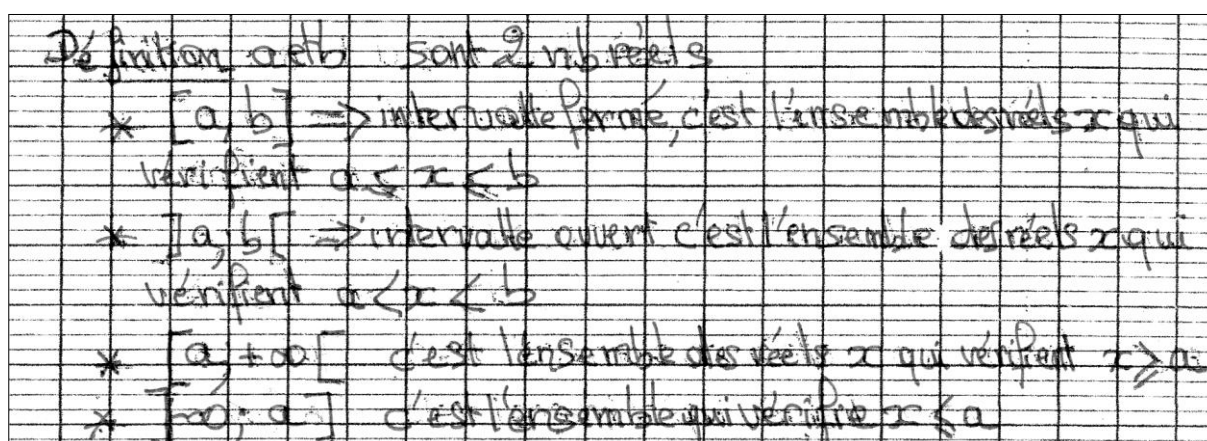 Définition a et b sont 2 nb réels
* [a, b] => intervalle fermé, c'est l'ensemble des réels x qui
vérifient a ≤ x ≤ b
* ]a; b[ => intervalle ouvert c'est l'ensemble des réels x qui
vérifient a < x < b
* [a; +∞[ c'est l'ensemble des réels x qui vérifient x ⩾ a
* [-∞; a] c'est l'ensemble qui vérifie x ⩽ a